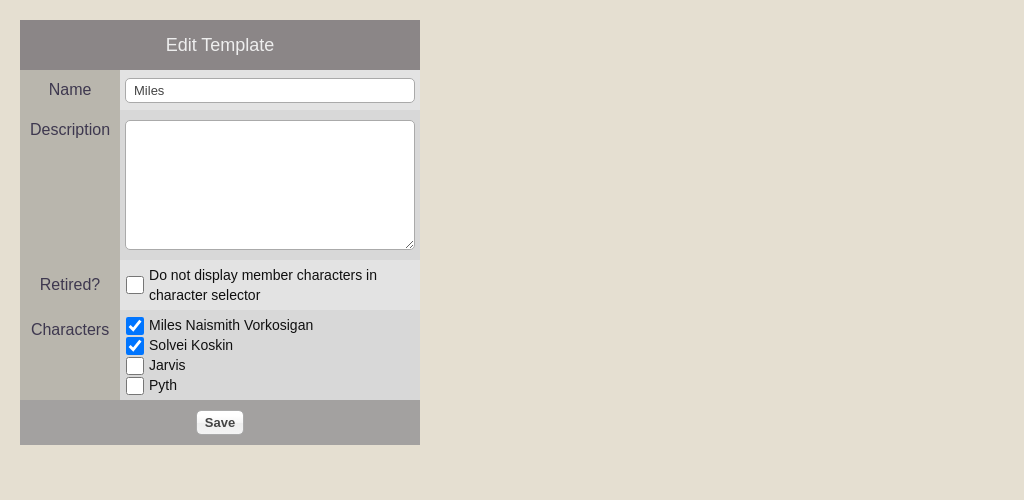 Edit Template
Name
Miles
Description
Retired?
Do not display member characters in
character selector
Characters
Miles Naismith Vorkosigan
Solvei Koskin
Jarvis
Pyth
Save